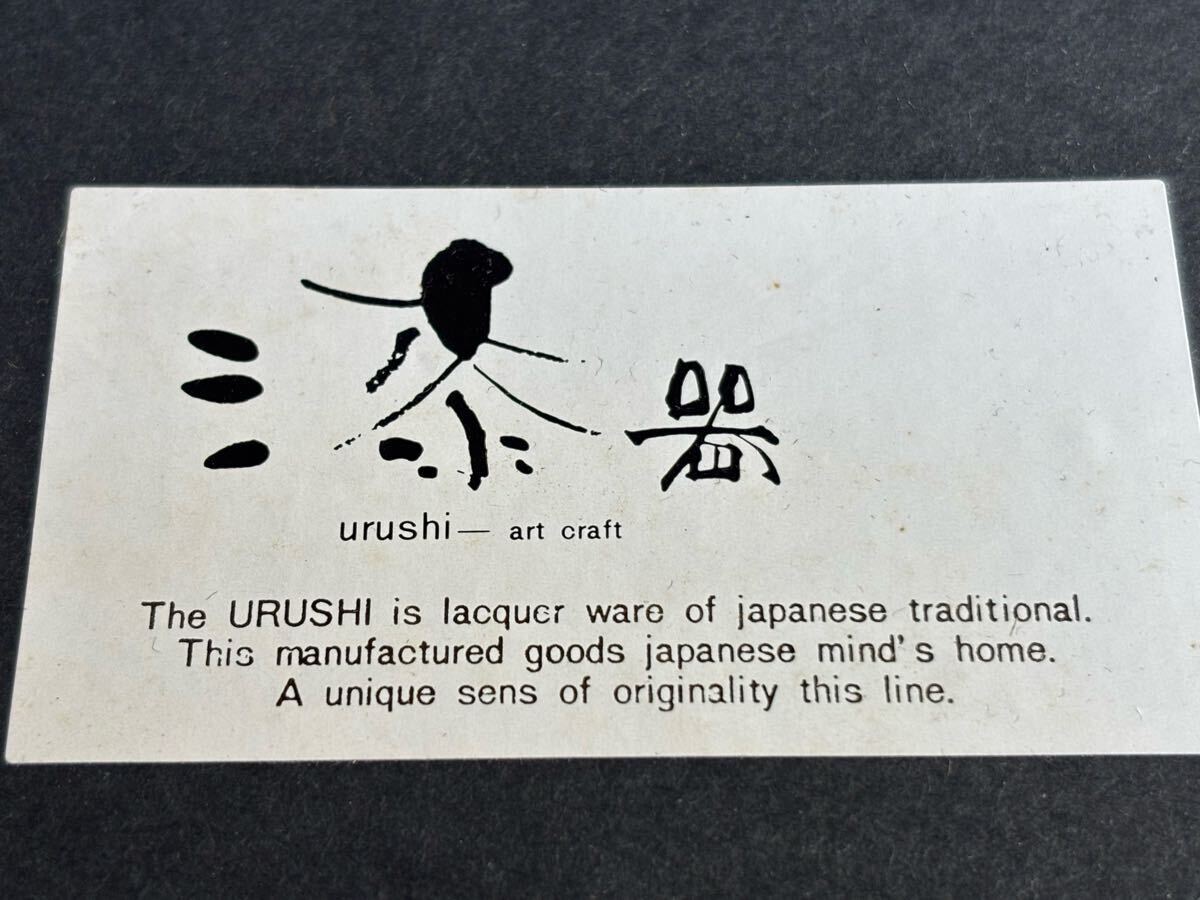 漆器
urushi— art craft
The URUSHI is lacquer ware of japanese traditional.
This manufactured goods japanese mind's home.
A unique sens of originality this line.